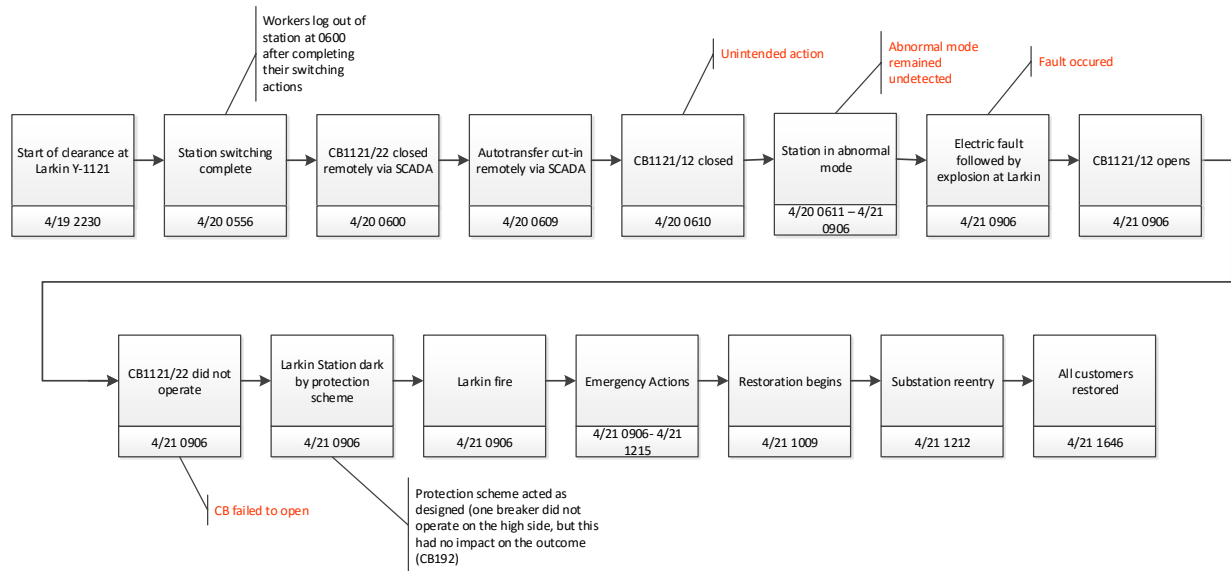 Workers log out of
station at 0600
after completing
their switching
actions
Unintended action
Abnormal mode
remained
undetected
Fault occured
Start of clearance at
Larkin Y-1121
4/19 2230
Station switching
complete
4/20 0556
CB1121/22 closed
remotely via SCADA
4/20 0600
Autotransfer cut-in
remotely via SCADA
4/20 0609
CB1121/12 closed
4/20 0610
Station in abnormal
mode
4/20 0611 – 4/21
0906
Electric fault
followed by
explosion at Larkin
4/21 0906
CB1121/12 opens
4/21 0906
CB1121/22 did not
operate
4/21 0906
Larkin Station dark
by protection
scheme
4/21 0906
Larkin fire
4/21 0906
Emergency Actions
4/21 0906- 4/21
1215
Restoration begins
4/21 1009
Substation reentry
4/21 1212
All customers
restored
4/21 1646
CB failed to open
Protection scheme acted as
designed (one breaker did not
operate on the high side, but this
had no impact on the outcome
(CB192)